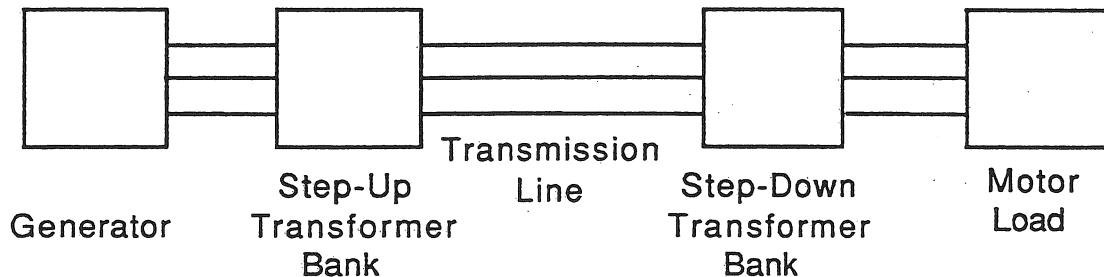 Generator
Step-Up
Transformer
Bank
Transmission
Line
Step-Down
Transformer
Bank
Motor
Load